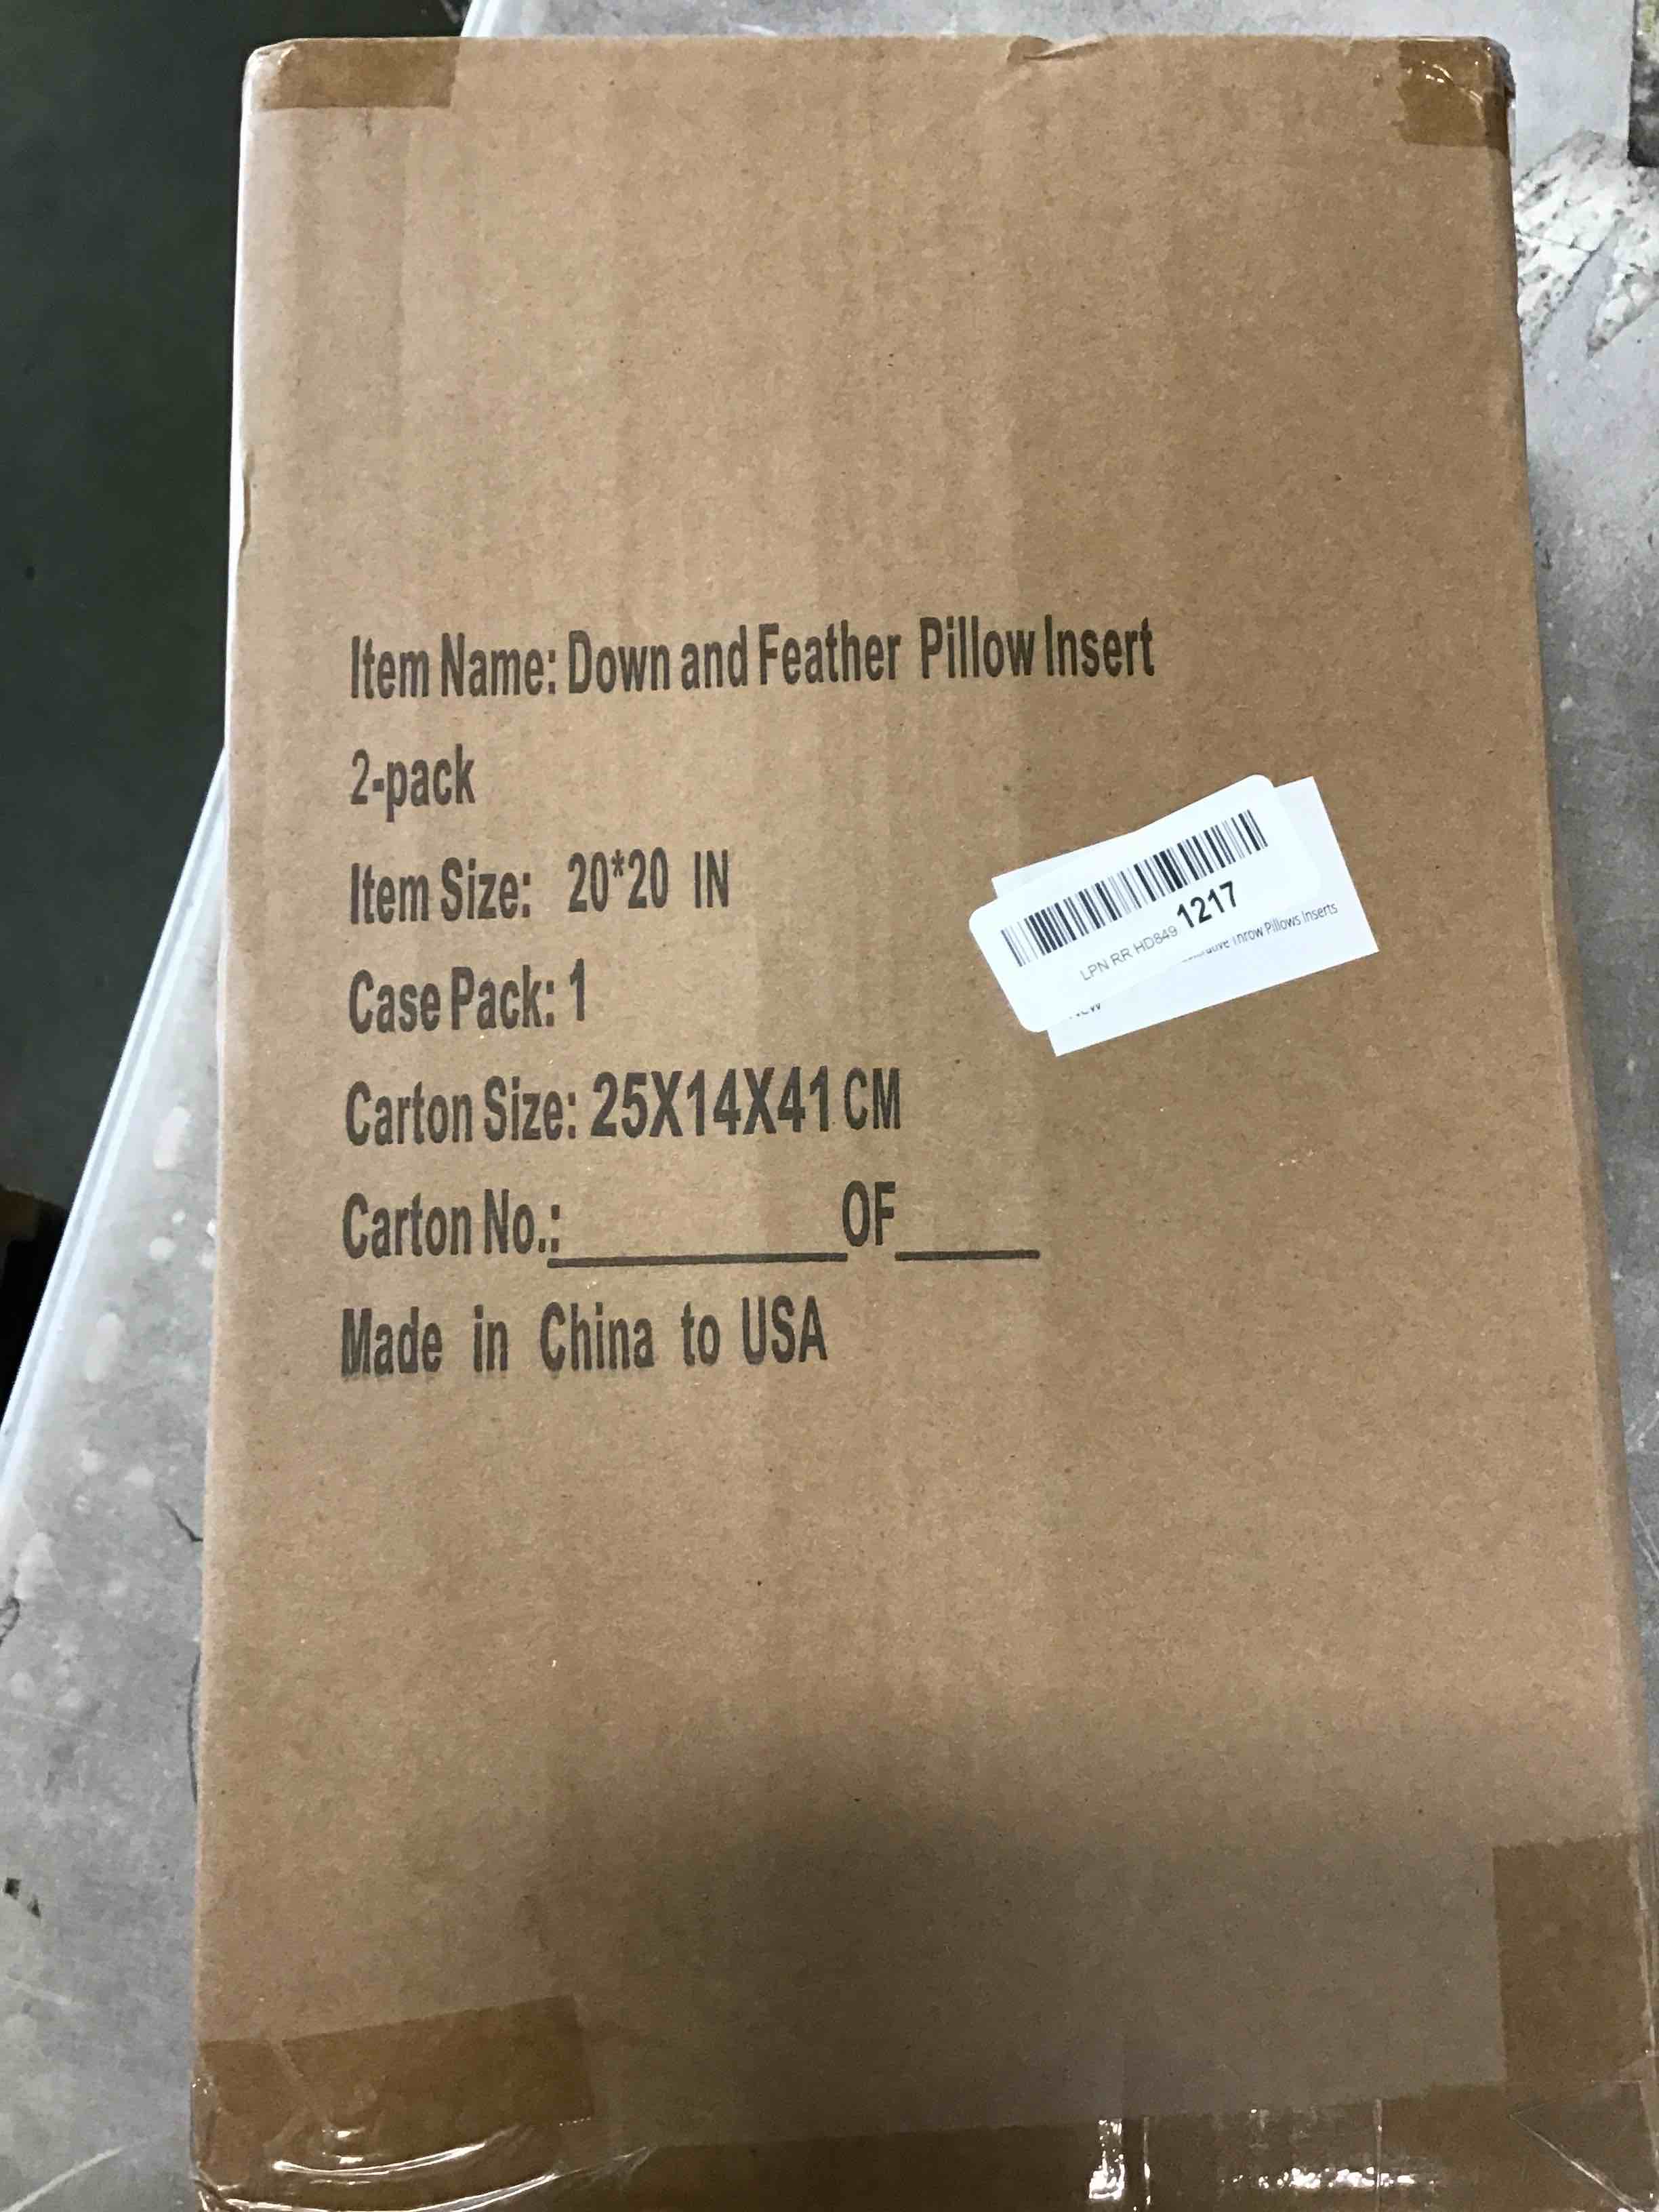 Item Name: Down and Feather Pillow Insert
2-pack
Item Size: 20*20 IN
Case Pack: 1
Carton Size: 25X14X41 CM
Carton No.:____________OF______
Made in China to USA
LPN RR HD849 1217
Throw Pillows Inserts